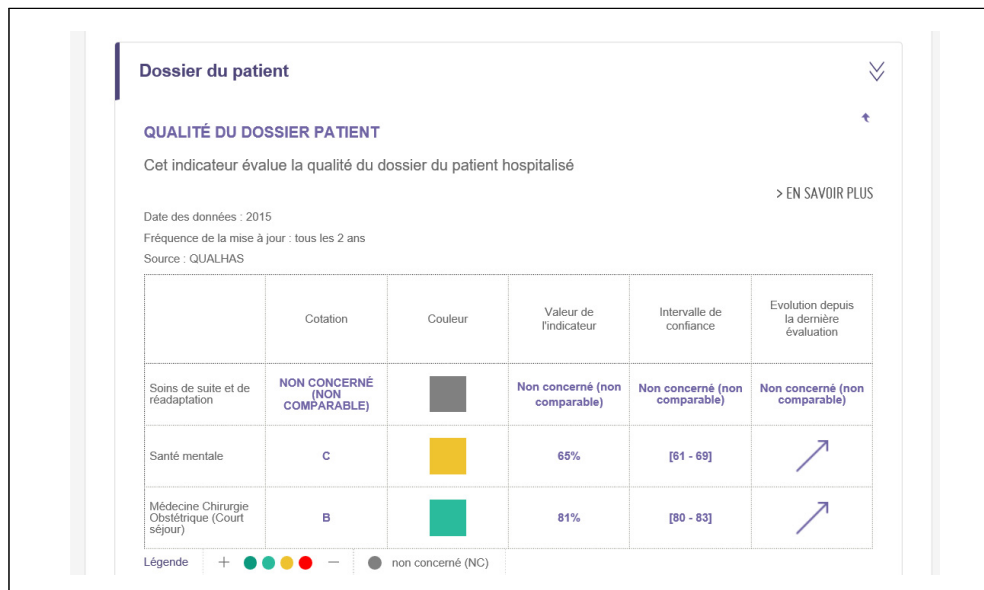 Dossier du patient
QUALITÉ DU DOSSIER PATIENT
Cet indicateur évalue la qualité du dossier du patient hospitalisé
> EN SAVOIR PLUS
Date des données : 2015
Fréquence de la mise à jour : tous les 2 ans
Source : QUALHAS
Cotation
Couleur
Valeur de
l'indicateur
Intervalle de
confiance
Evolution depuis
la dernière
évaluation
Soins de suite et de
réadaptation
NON CONCERNÉ
(NON
COMPARABLE)
Non concerné (non
comparable)
Non concerné (non
comparable)
Non concerné (non
comparable)
Santé mentale
C
65%
[61 - 69]
Médecine Chirurgie
Obstétrique (Court
séjour)
B
81%
[80 - 83]
Légende + − non concerné (NC)